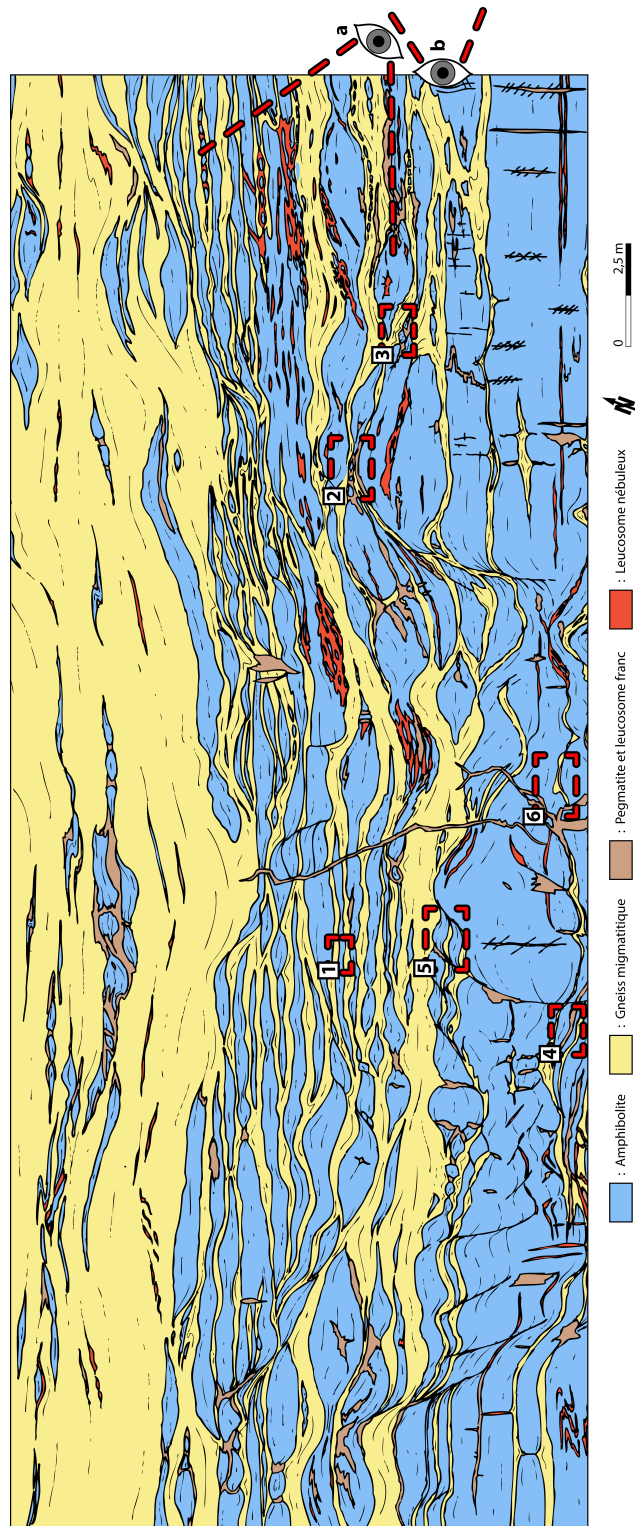 a
b
3
2
1
5
6
4
N
0
2,5 m
: Amphibolite
: Gneiss migmatitique
: Pegmatite et leucosome franc
: Leucosome nébuleux